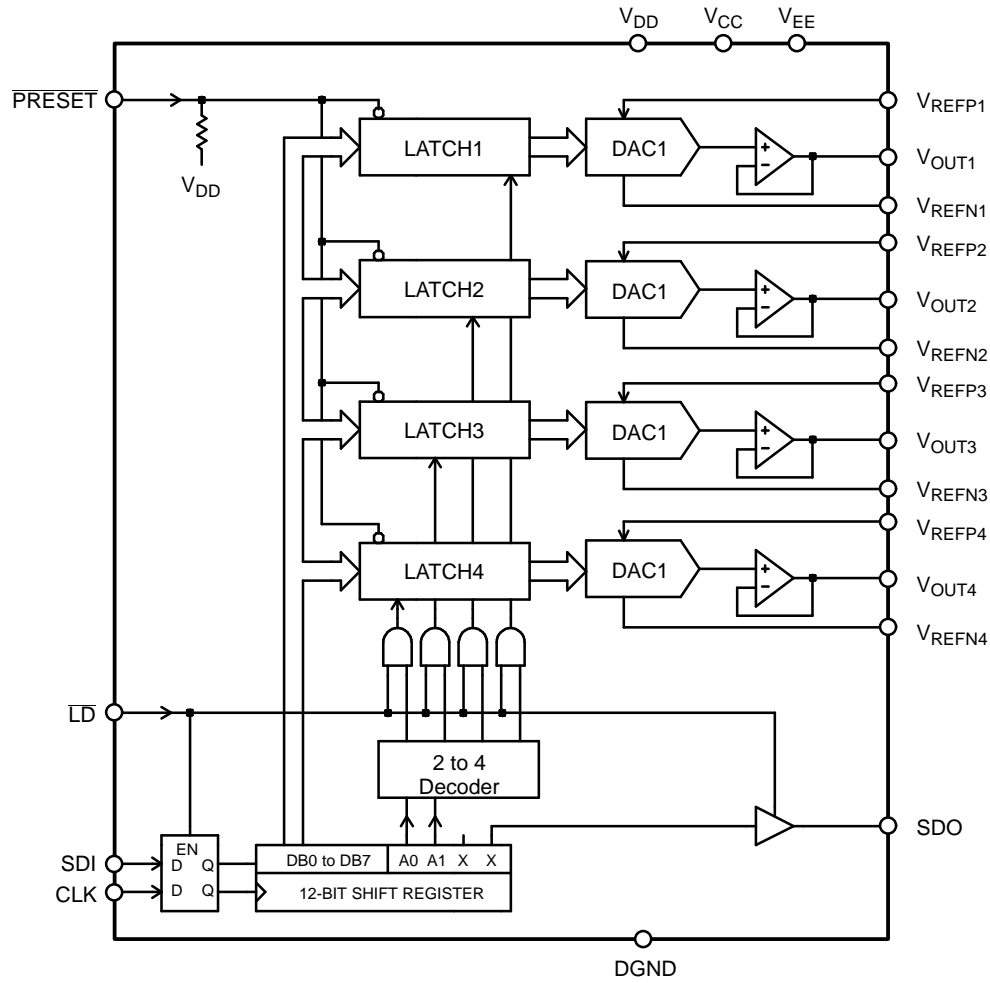 VDD VCC VEE
PRESET
VDD
LATCH1
DAC1
+
−
VREFP1
VOUT1
VREFN1
LATCH2
DAC1
+
−
VREFP2
VOUT2
VREFN2
LATCH3
DAC1
+
−
VREFP3
VOUT3
VREFN3
LATCH4
DAC1
+
−
VREFP4
VOUT4
VREFN4
LD
2 to 4
Decoder
SDO
SDI
CLK
EN
D Q
D Q
DB0 to DB7 A0 A1 X X
12-BIT SHIFT REGISTER
DGND